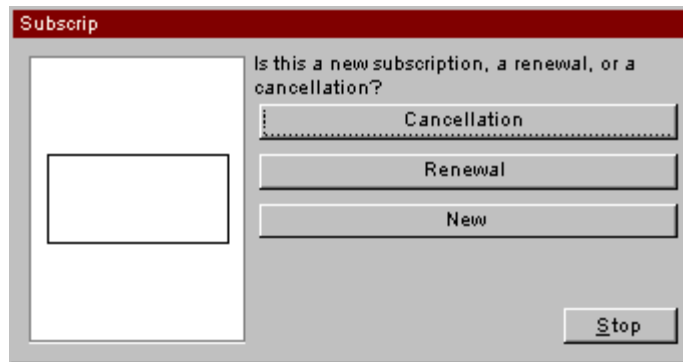 Subscrip
Is this a new subscription, a renewal, or a
cancellation?
Cancellation
Renewal
New
Stop